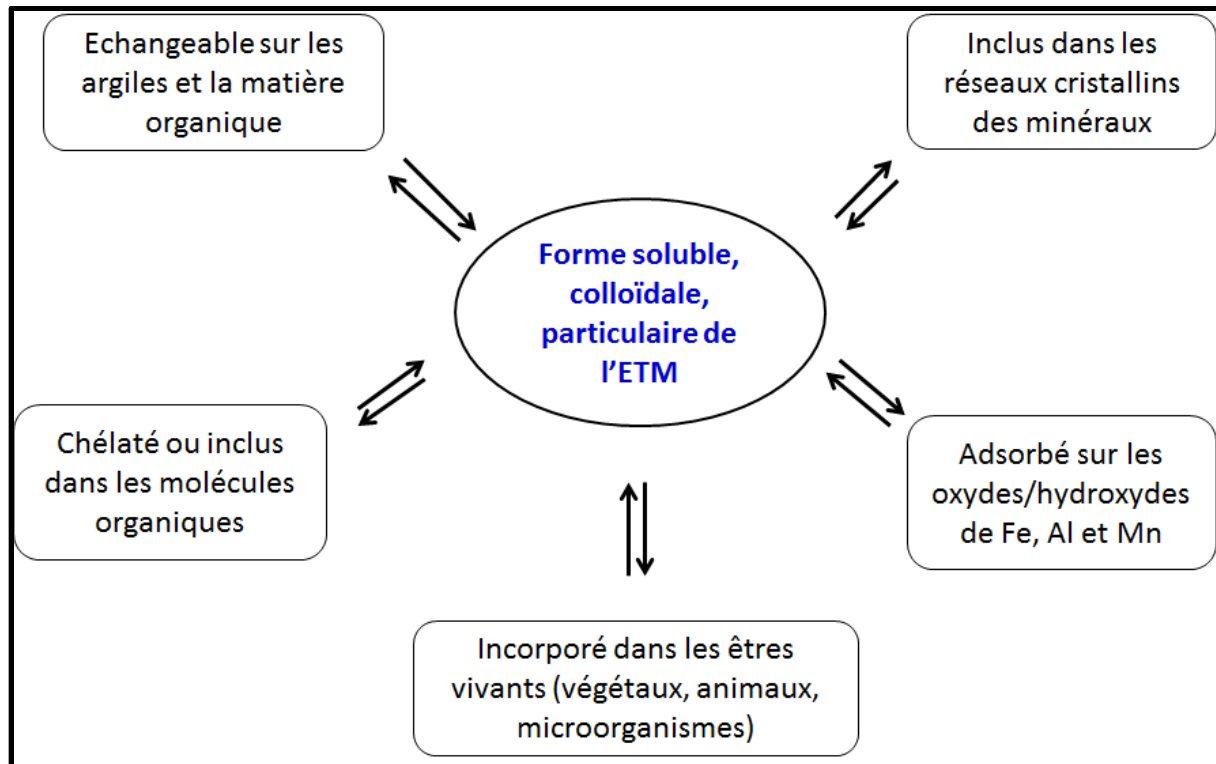 Echangeable sur les
argiles et la matière
organique
Inclus dans les
réseaux cristallins
des minéraux
Forme soluble,
colloïdale,
particulaire de
l'ETM
Chélaté ou inclus
dans les molécules
organiques
Adsorbé sur les
oxydes/hydroxydes
de Fe, Al et Mn
Incorporé dans les êtres
vivants (végétaux, animaux,
microorganismes)